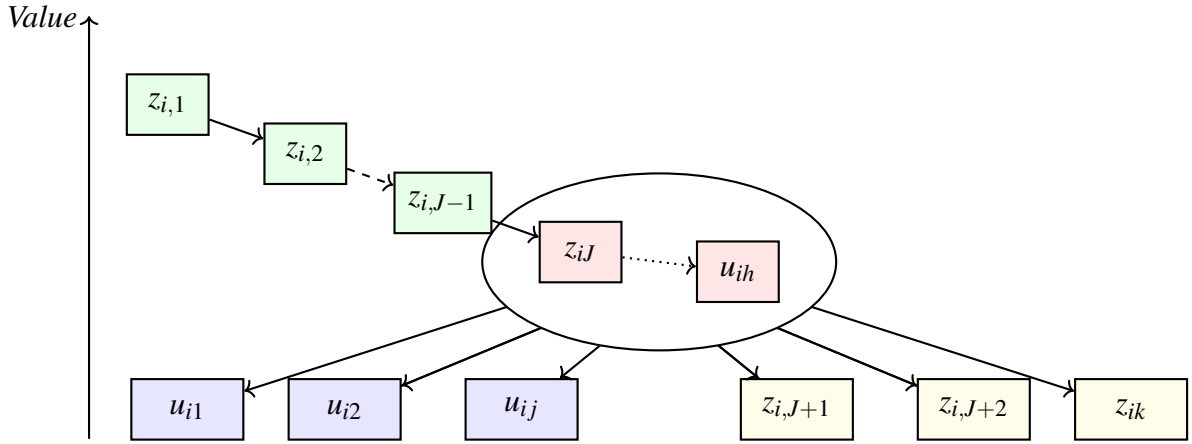 Value
z_{i,1}
z_{i,2}
z_{i,J−1}
z_{iJ}
u_{ih}
u_{i1} u_{i2} u_{ij} z_{i,J+1} z_{i,J+2} z_{ik}